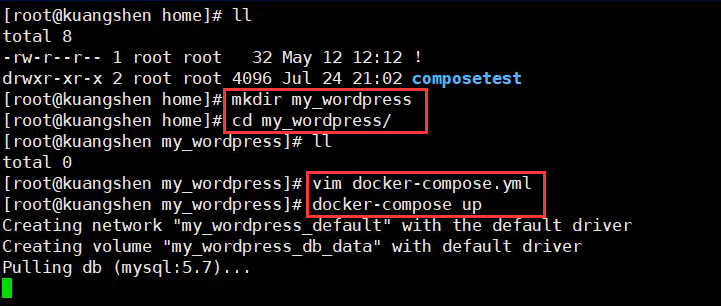 [root@kuangshen home]# ll
total 8
-rw-r--r-- 1 root root   32 May 12 12:12 !
drwxr-xr-x 2 root root 4096 Jul 24 21:02 composetest
[root@kuangshen home]# mkdir my_wordpress
[root@kuangshen home]# cd my_wordpress/
[root@kuangshen my_wordpress]# ll
total 0
[root@kuangshen my_wordpress]# vim docker-compose.yml
[root@kuangshen my_wordpress]# docker-compose up
Creating network "my_wordpress_default" with the default driver
Creating volume "my_wordpress_db_data" with default driver
Pulling db (mysql:5.7)...